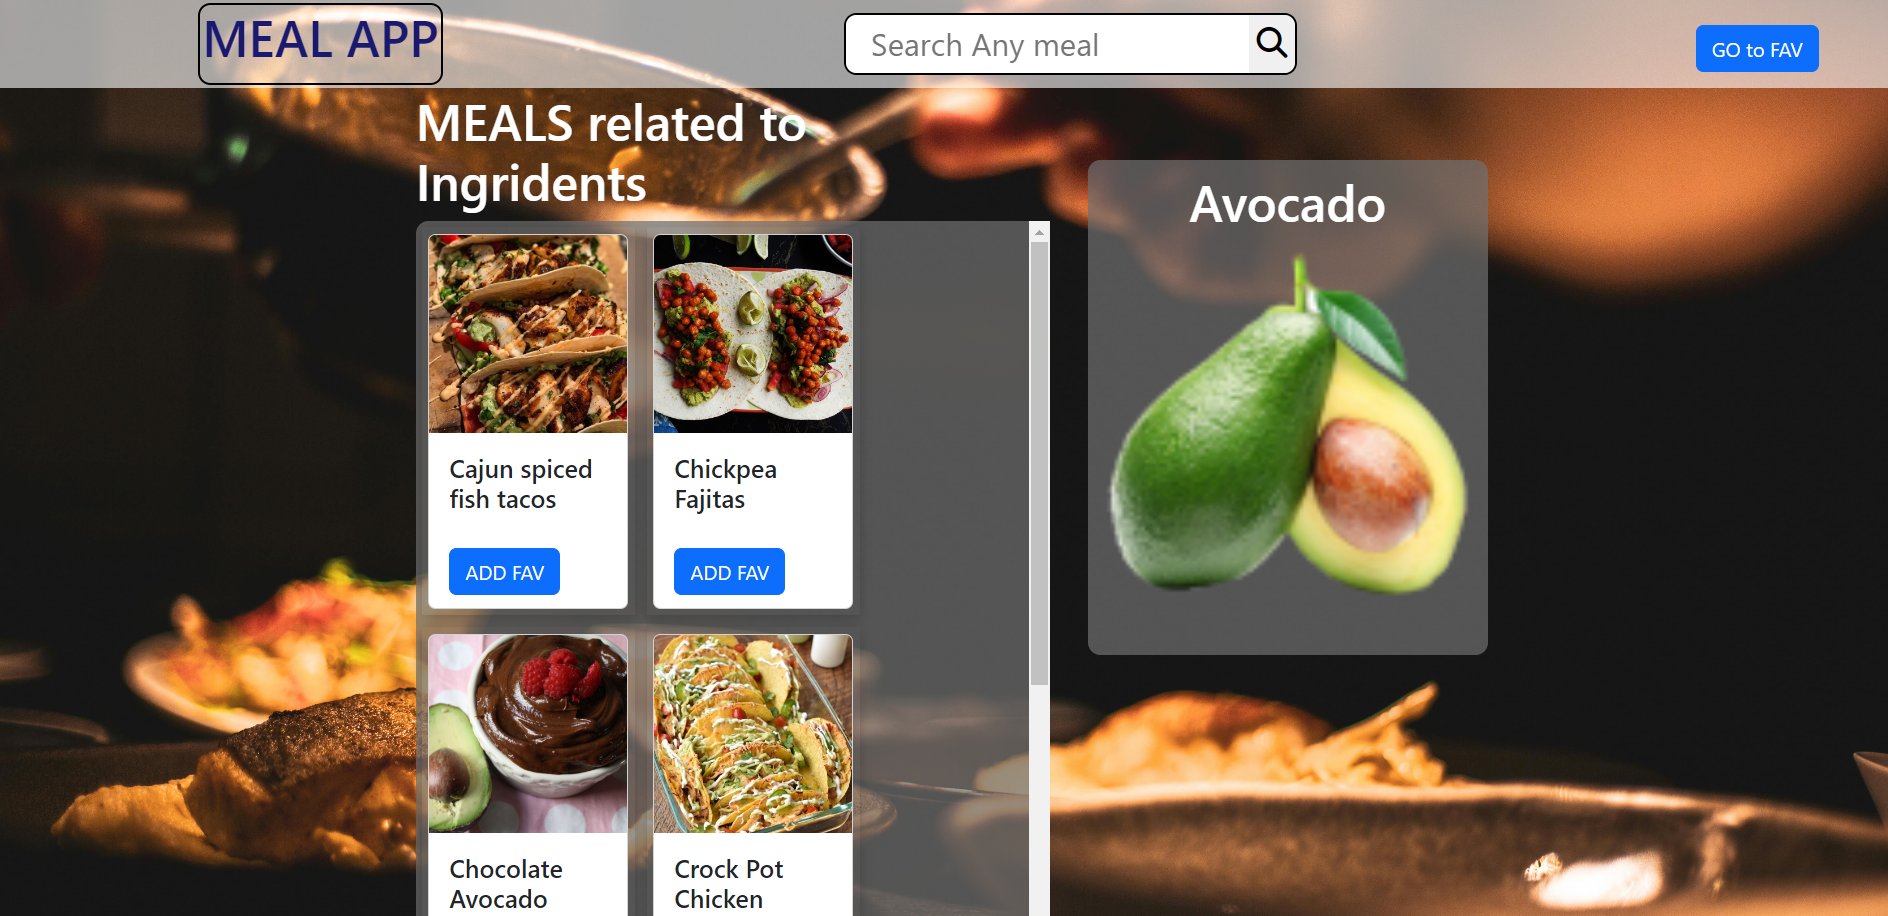 MEAL APP
Search Any meal
GO to FAV
MEALS related to
Ingridents
Cajun spiced
fish tacos
ADD FAV
Chickpea
Fajitas
ADD FAV
Chocolate
Avocado
Crock Pot
Chicken
Avocado